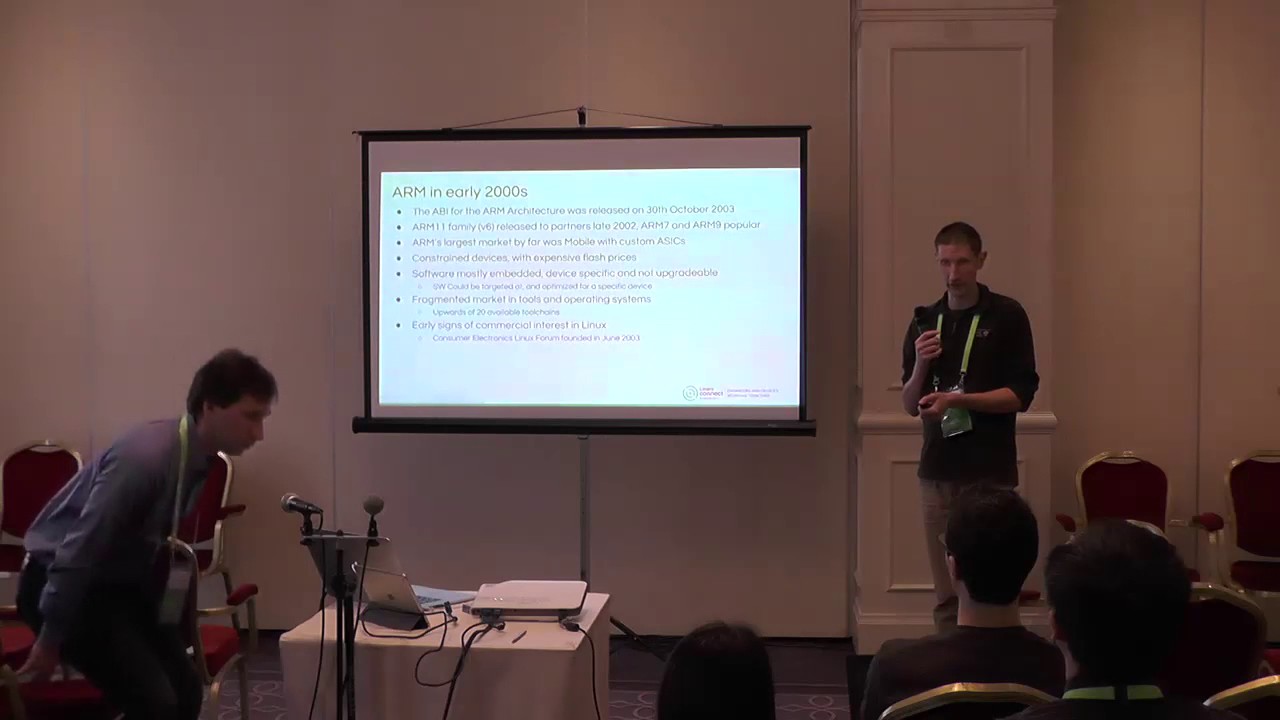 ARM in early 2000s
● The ABI for the ARM Architecture was released on 30th October 2003
● ARM11 family (v6) released to partners late 2002, ARM7 and ARM9 popular
● ARM's largest market by far was Mobile with custom ASICs
● Constrained devices, with expensive flash prices
● Software mostly embedded, device specific and not upgradeable
○ SW Could be targeted at, and optimized for a specific device
● Fragmented market in tools and operating systems
○ Upwards of 20 available toolchains
● Early signs of commercial interest in Linux
○ Consumer Electronics Linux Forum founded in June 2003
connect